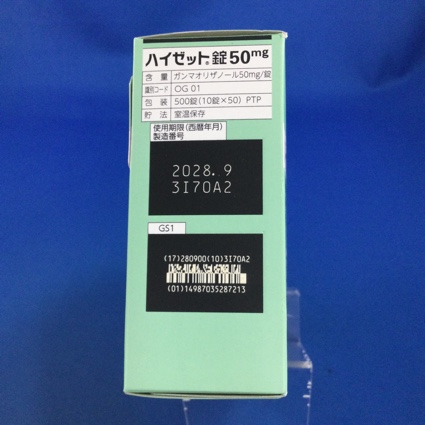 ハイゼット®錠50mg
含 量 ガンマオリザノール50mg/錠
識別コード OG 01
包 装 500錠(10錠×50) PTP
貯 法 室温保存
使用期限(西暦年月)
製造番号
2028. 9
3I70A2
GS1
(17)280900(10)3I70A2
(01)14987035287213